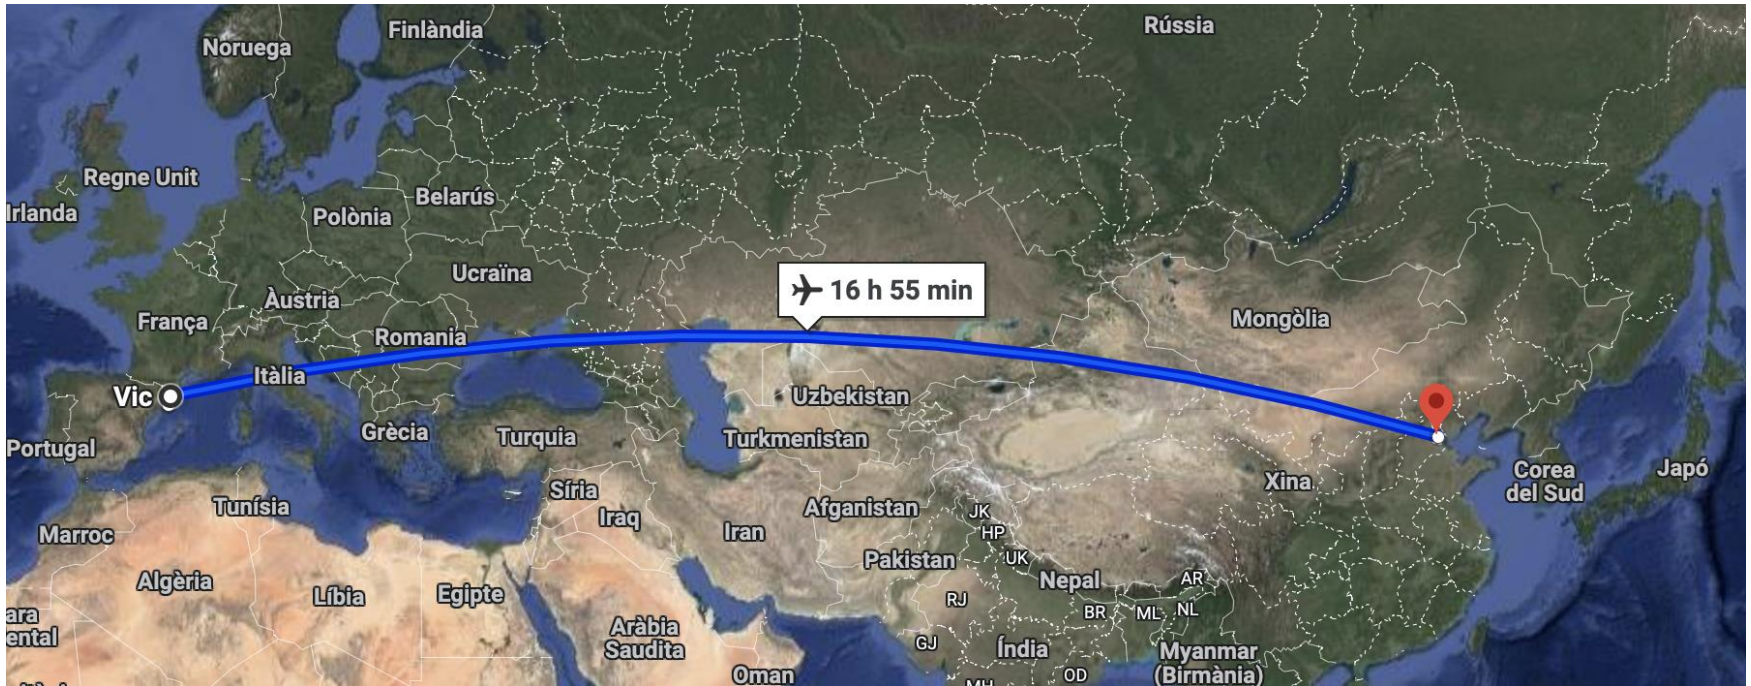 Finlàndia
Noruega
Rússia
Regne Unit
Irlanda
Belarús
Polònia
Ucraïna
16 h 55 min
Àustria
França
Romania
Mongòlia
Itàlia
Vic
Uzbekistan
Grècia
Turquia
Turkmenistan
Portugal
Síria
Xina
Corea
del Sud
Japó
Tunísia
Iraq
Afganistan
JK
Marroc
Iran
HP
Pakistan
UK
Algèria
Líbia
Egipte
Nepal
AR
RJ
BR
ML
NL
ara
ental
Aràbia
Saudita
GJ
Índia
Myanmar
(Birmània)
Oman
OD